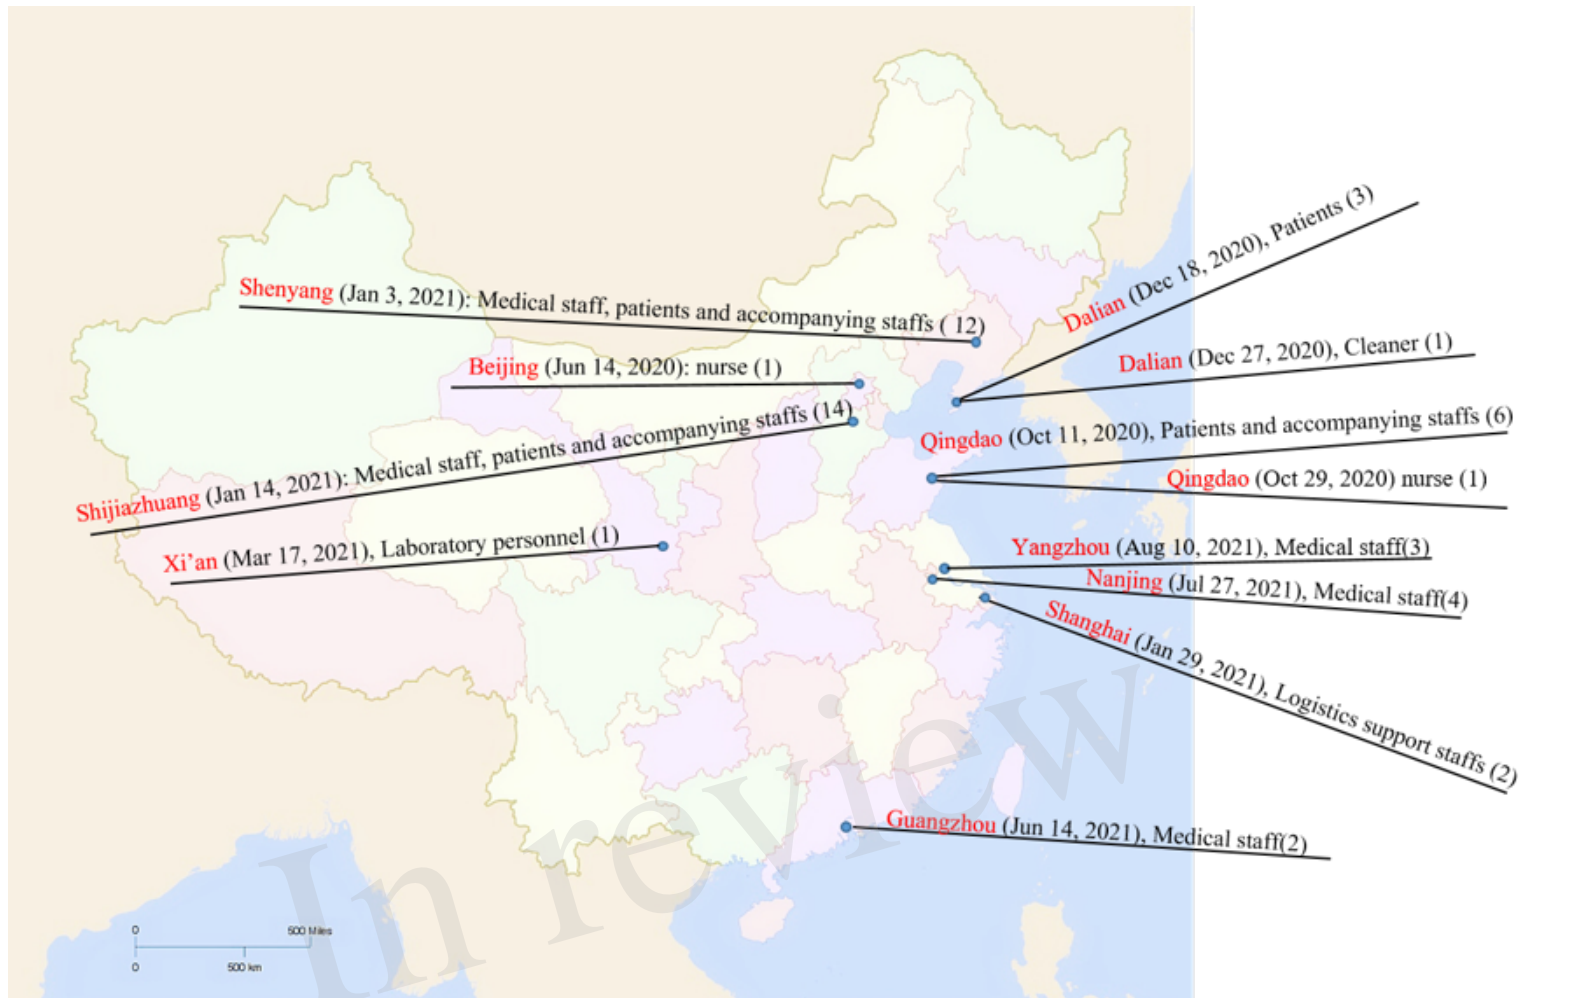 Dalian (Dec 18, 2020), Patients (3)
Shenyang (Jan 3, 2021): Medical staff, patients and accompanying staffs ( 12)
Dalian (Dec 27, 2020), Cleaner (1)
Beijing (Jun 14, 2020): nurse (1)
Qingdao (Oct 11, 2020), Patients and accompanying staffs (6)
Shijiazhuang (Jan 14, 2021): Medical staff, patients and accompanying staffs (14)
Qingdao (Oct 29, 2020) nurse (1)
Xi’an (Mar 17, 2021), Laboratory personnel (1)
Yangzhou (Aug 10, 2021), Medical staff(3)
Nanjing (Jul 27, 2021), Medical staff(4)
Shanghai (Jan 29, 2021), Logistics support staffs (2)
Guangzhou (Jun 14, 2021), Medical staff(2)
In review
0 500 Miles
0 500 km